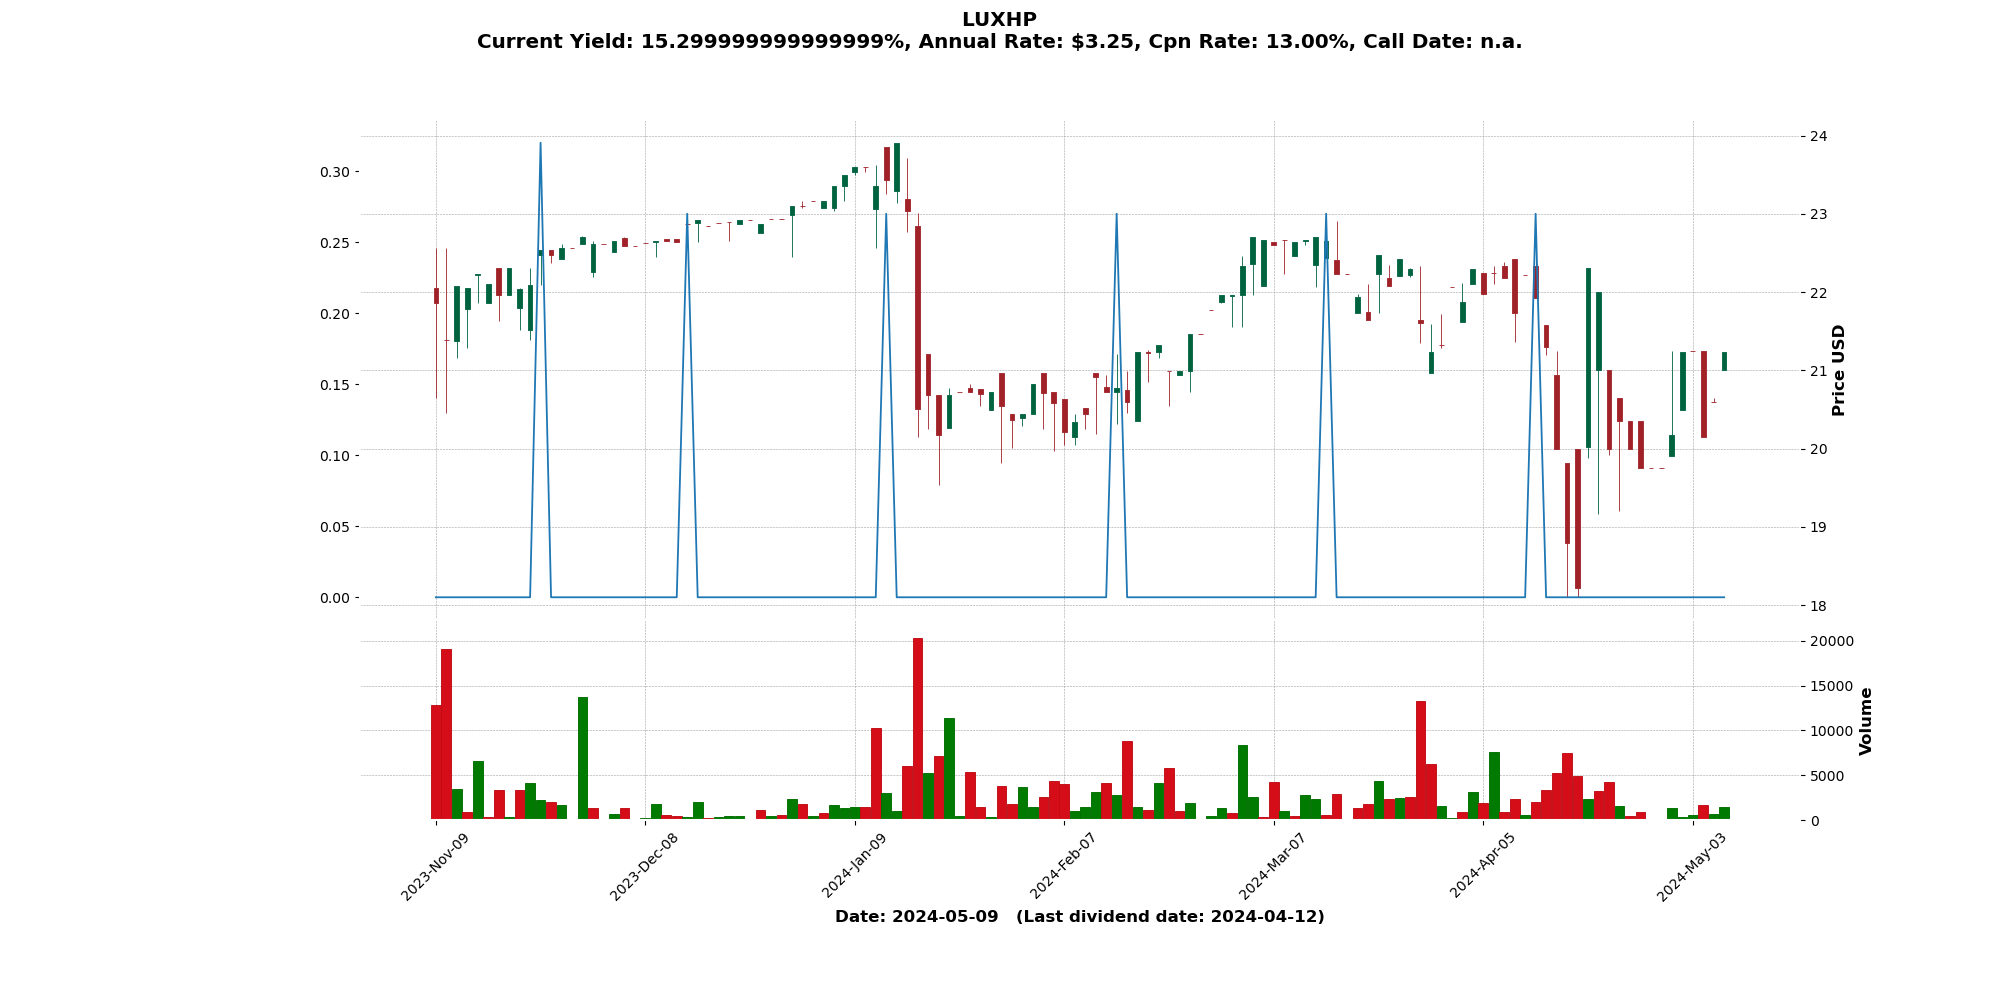 LUXHP
Current Yield: 15.299999999999999%, Annual Rate: $3.25, Cpn Rate: 13.00%, Call Date: n.a.
0.30
0.25
0.20
0.15
0.10
0.05
0.00
24
23
22
21
20
19
18
Price USD
20000
15000
10000
5000
0
Volume
2023-Nov-09
2023-Dec-08
2024-Jan-09
2024-Feb-07
2024-Mar-07
2024-Apr-05
2024-May-03
Date: 2024-05-09 (Last dividend date: 2024-04-12)